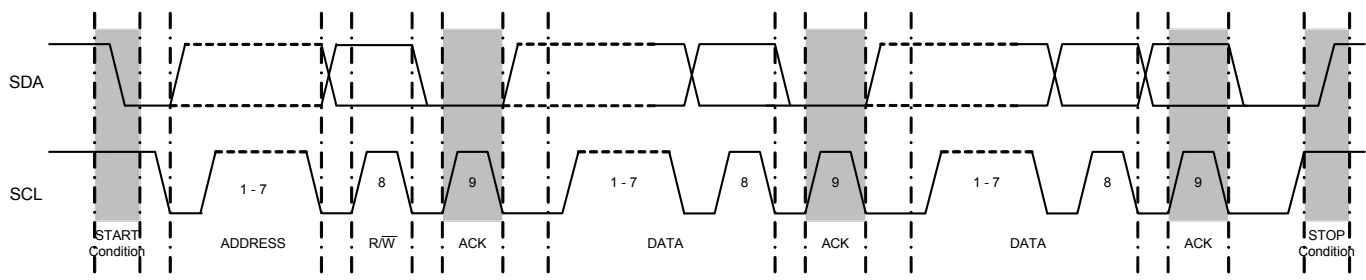 SDA
SCL
1 - 7
8
9
1 - 7
8
9
1 - 7
8
9
START
Condition
ADDRESS
R/W̅
ACK
DATA
ACK
DATA
ACK
STOP
Condition